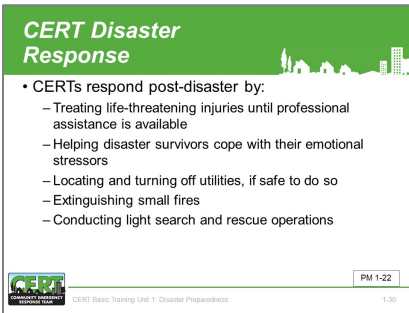 CERT Disaster
Response
• CERTs respond post-disaster by:
– Treating life-threatening injuries until professional
assistance is available
– Helping disaster survivors cope with their emotional
stressors
– Locating and turning off utilities, if safe to do so
– Extinguishing small fires
– Conducting light search and rescue operations
PM 1-22
CERT
COMMUNITY EMERGENCY
RESPONSE TEAM
CERT Basic Training Unit 1: Disaster Preparedness
1-30